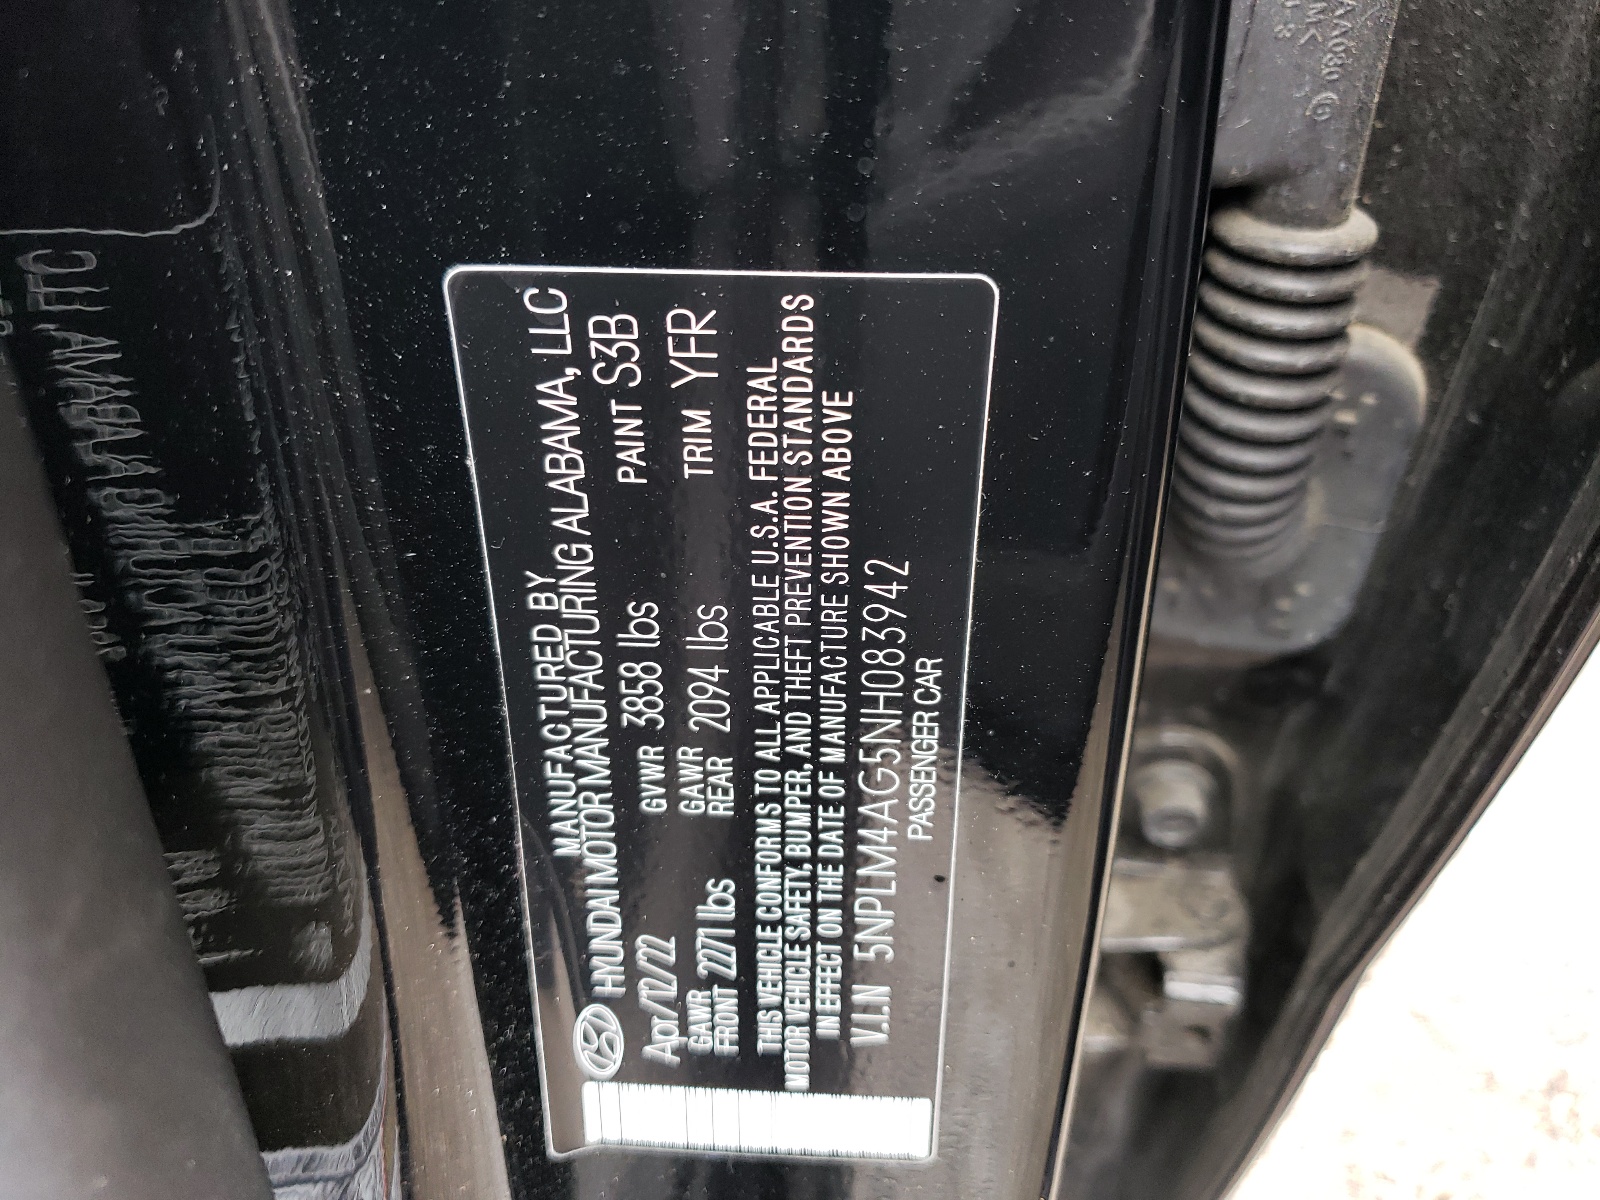 MANUFACTURED BY
HYUNDAI MOTOR MANUFACTURING ALABAMA, LLC
Apr/12/22 GVWR 3858 lbs PAINT S3B
GAWR FRONT 2271 lbs GAWR REAR 2094 lbs TRIM YFR
THIS VEHICLE CONFORMS TO ALL APPLICABLE U.S.A. FEDERAL
MOTOR VEHICLE SAFETY, BUMPER, AND THEFT PREVENTION STANDARDS
IN EFFECT ON THE DATE OF MANUFACTURE SHOWN ABOVE
V.I.N 5NPLM4AG5NH083942
PASSENGER CAR